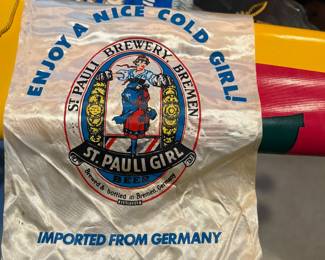 ENJOY A NICE COLD GIRL!
ST. PAULI BREWERY BREMEN
ST. PAULI GIRL
BEER
Brewed & bottled in Bremen, Germany
IMPORTED FROM GERMANY